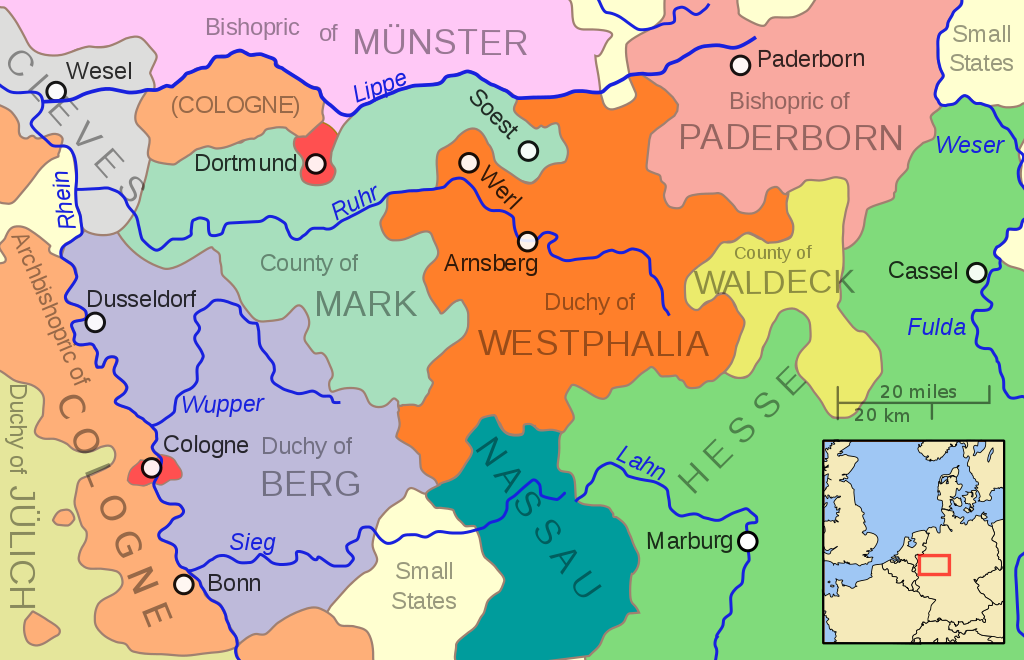 Bishopric of MÜNSTER
Small
States
CLEVES
Wesel
Lippe
Paderborn
(COLOGNE)
Soest
Bishopric of
PADERBORN
Weser
Dortmund
Werl
Rhein
Ruhr
Arnsberg
County of
MARK
County of
WALDECK
Cassel
Archbishopric of
COLOGNE
Dusseldorf
Duchy of
WESTPHALIA
Fulda
20 miles
20 km
Wupper
HESSE
Duchy of
JÜLICH
Cologne
Duchy of
BERG
NASSAU
Lahn
Sieg
Marburg
Small
States
Bonn